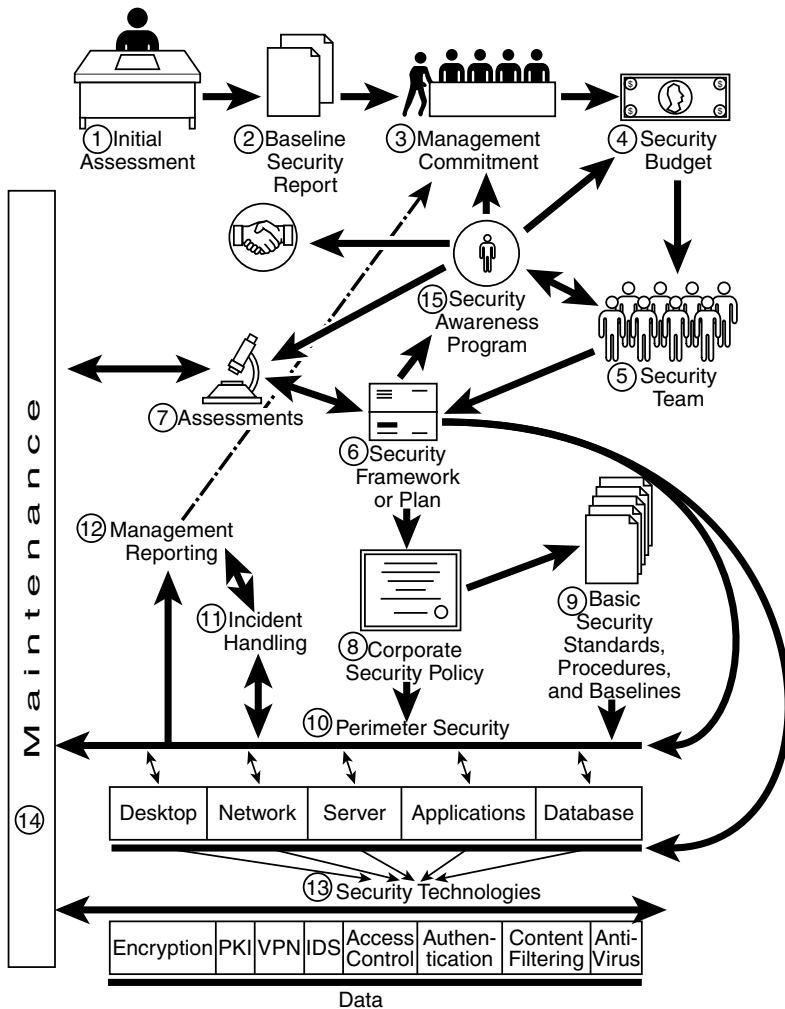 1 Initial
Assessment
2 Baseline
Security
Report
3 Management
Commitment
$ $
$ $
4 Security
Budget
15 Security
Awareness
Program
5 Security
Team
7 Assessments
6 Security
Framework
or Plan
12 Management
Reporting
11 Incident
Handling
8 Corporate
Security Policy
9 Basic
Security
Standards,
Procedures,
and Baselines
Maintenance
14
10 Perimeter Security
Desktop Network Server Applications Database
13 Security Technologies
Encryption PKI VPN IDS Access Authen- Content Anti-
Control tication Filtering Virus
Data